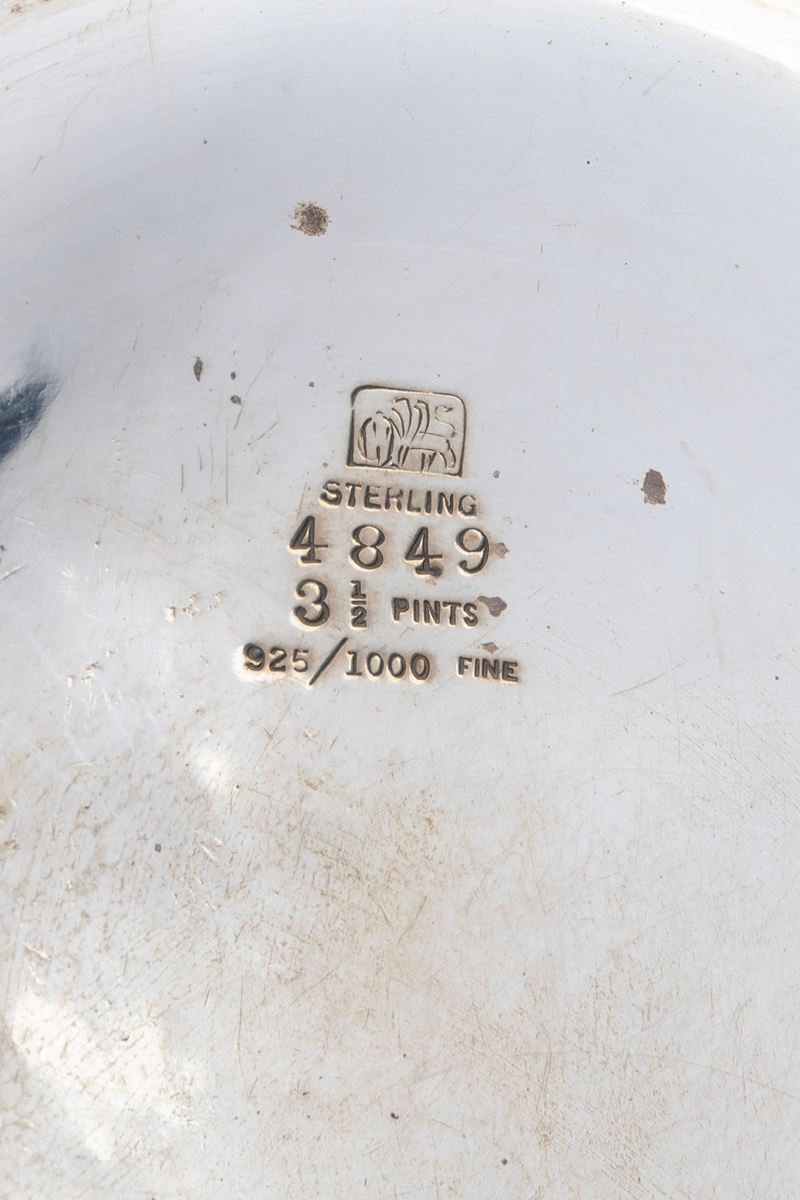 STERLING
4849
3 1/2 PINTS
925/1000 FINE